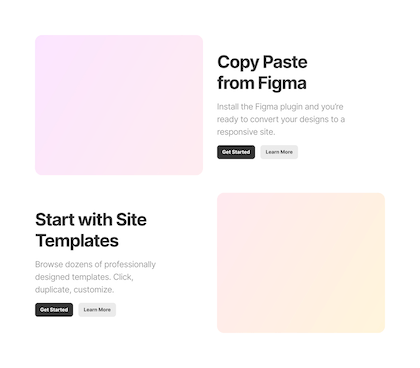 Copy Paste
from Figma
Install the Figma plugin and you're
ready to convert your designs to a
responsive site.
Get Started
Learn More
Start with Site
Templates
Browse dozens of professionally
designed templates. Click,
duplicate, customize.
Get Started
Learn More